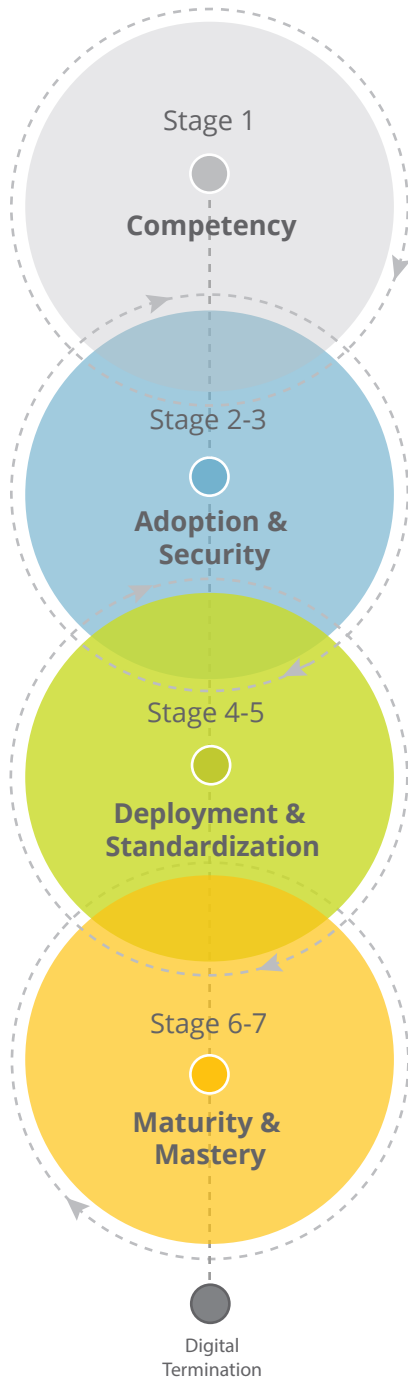 Stage 1
Competency
Stage 2-3
Adoption &
Security
Stage 4-5
Deployment &
Standardization
Stage 6-7
Maturity &
Mastery
Digital
Termination